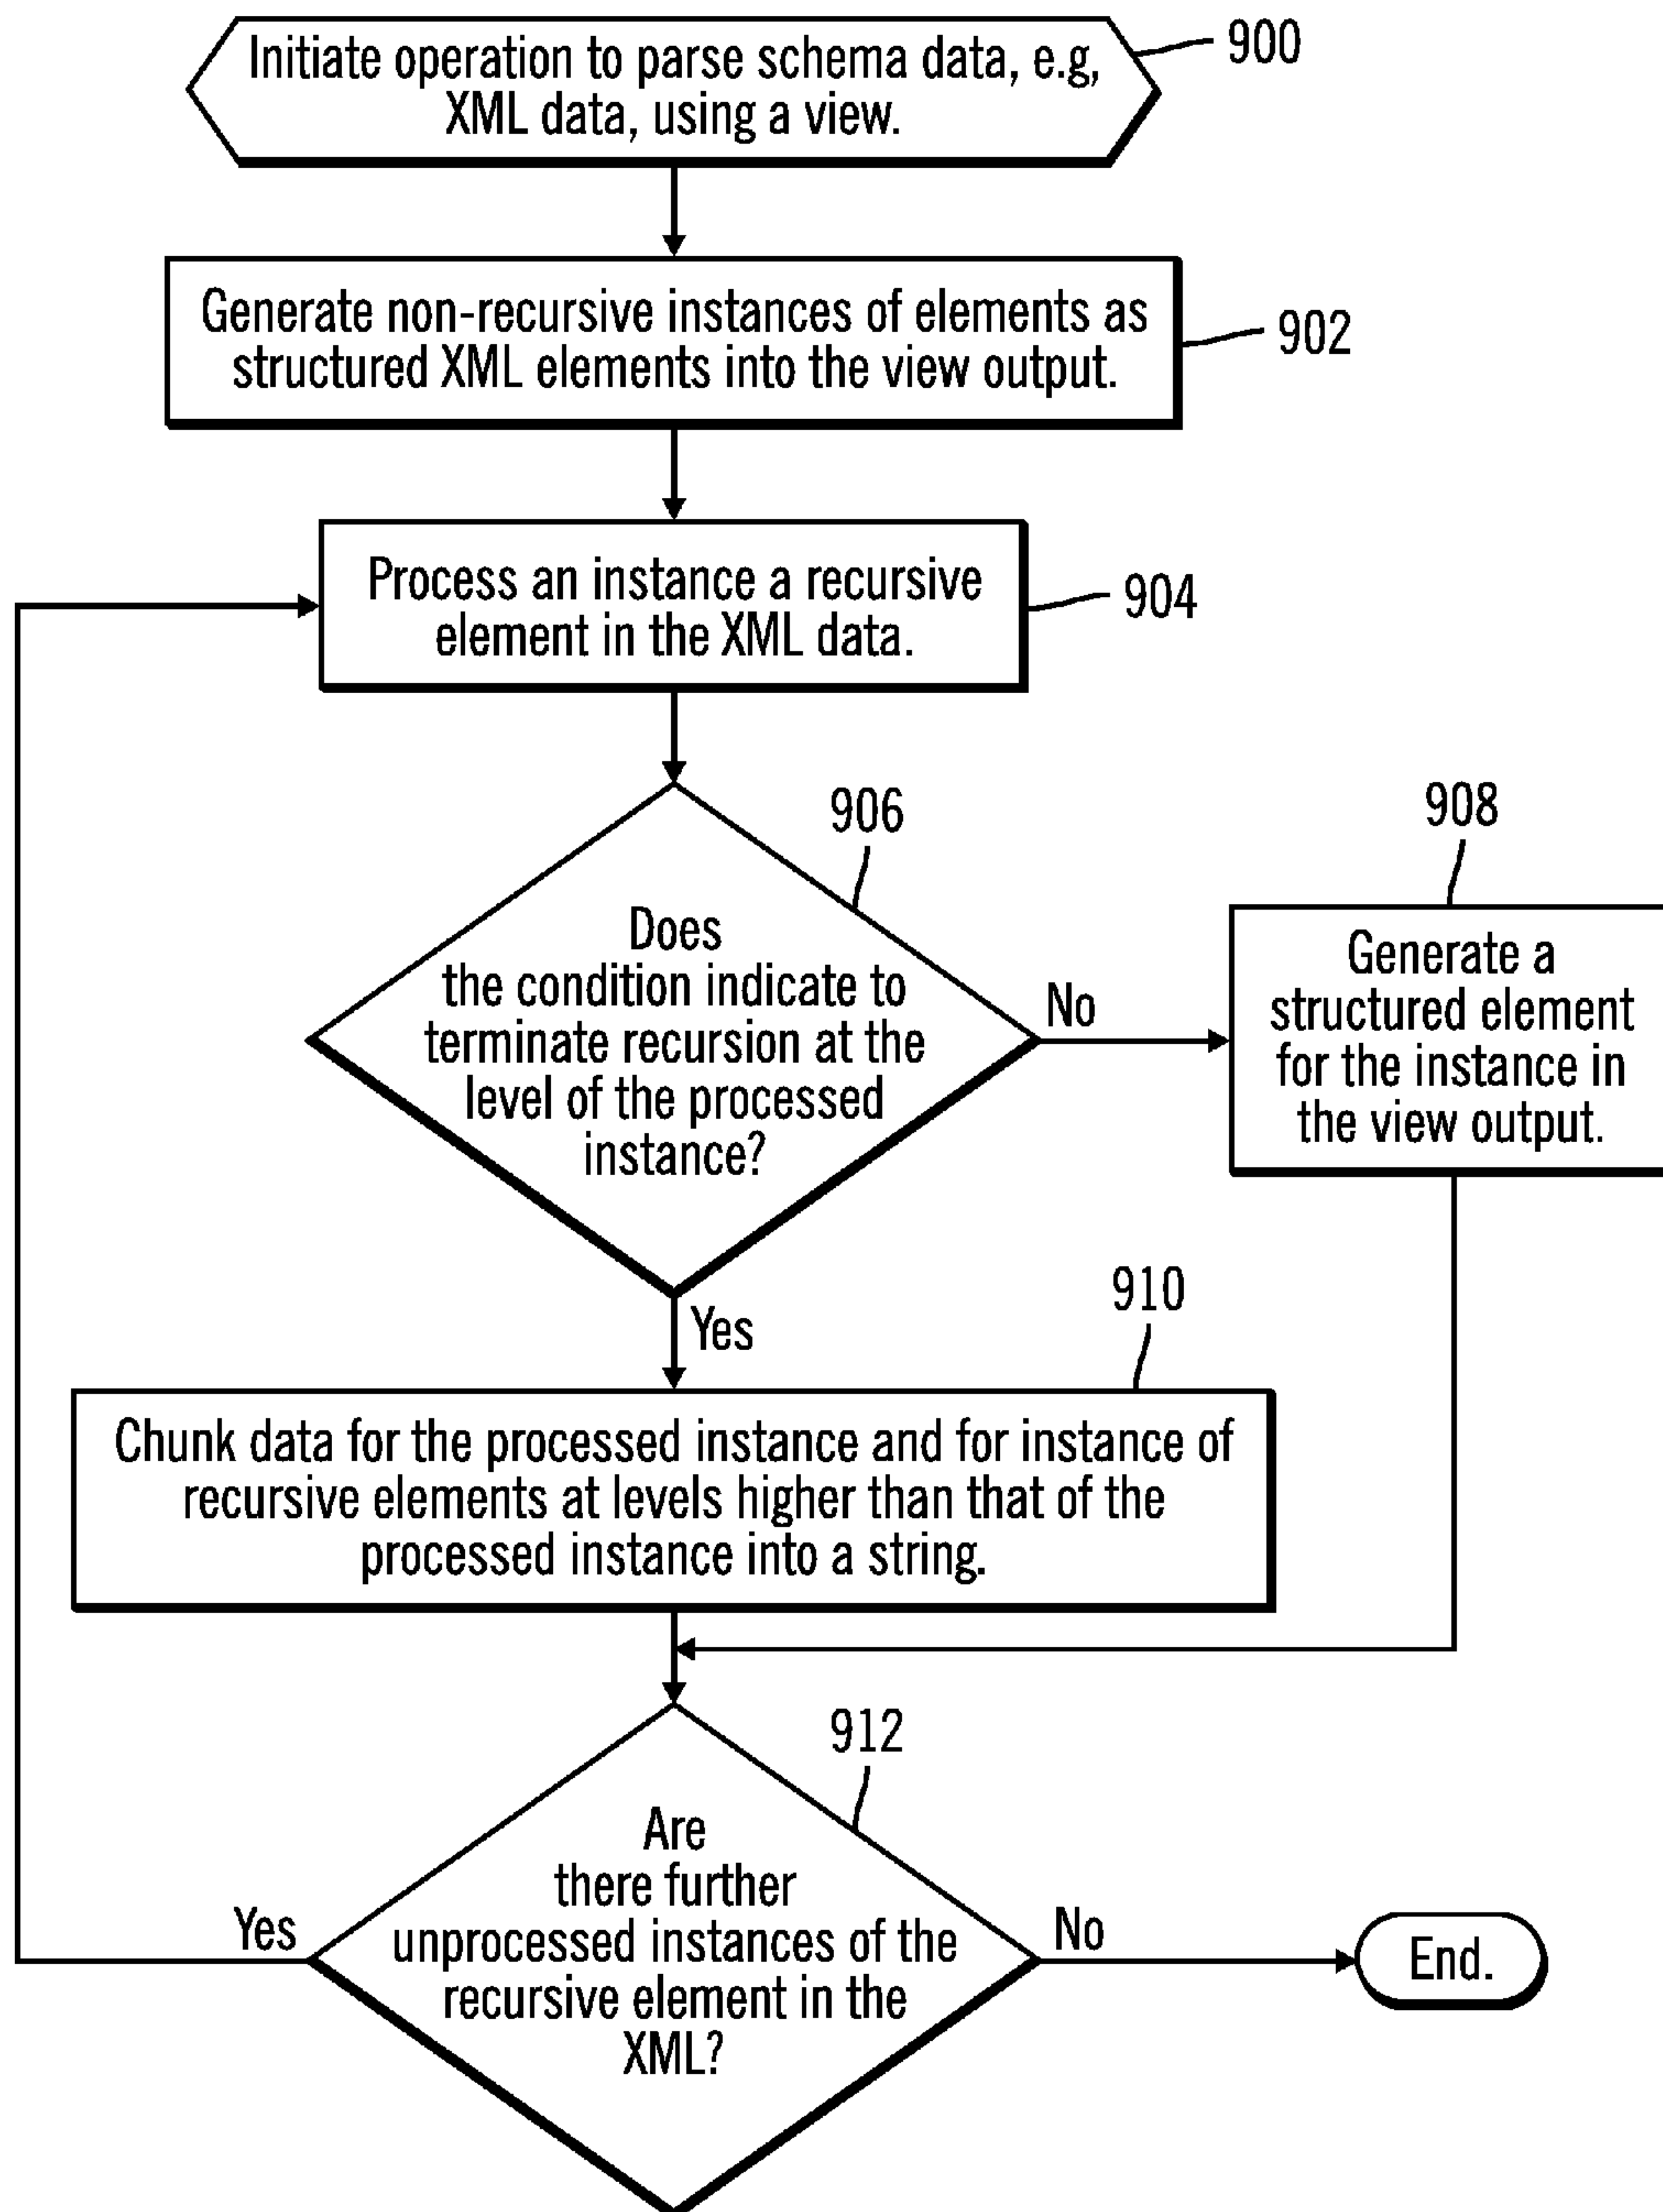 Initiate operation to parse schema data, e.g,
XML data, using a view.
900
Generate non-recursive instances of elements as
structured XML elements into the view output.
902
Process an instance a recursive
element in the XML data.
904
906
Does
the condition indicate to
terminate recursion at the
level of the processed
instance?
No
908
Generate a
structured element
for the instance in
the view output.
Yes
910
Chunk data for the processed instance and for instance of
recursive elements at levels higher than that of the
processed instance into a string.
912
Are
there further
unprocessed instances of the
recursive element in the
XML?
Yes
No
End.